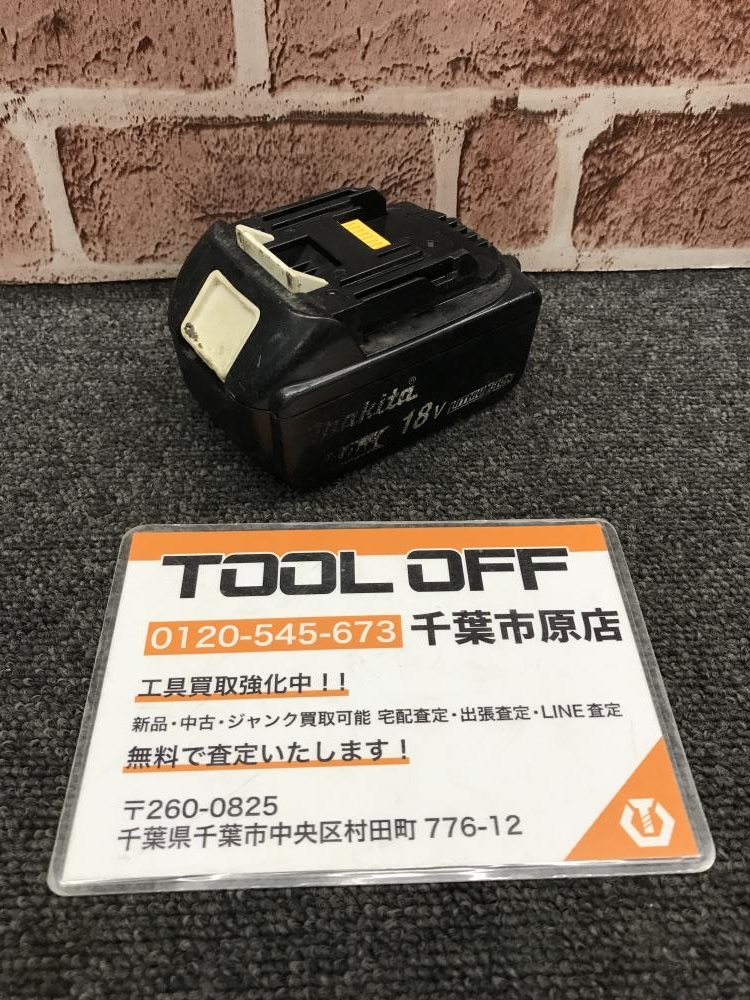 makita®
18V LITHIUM-ION
TOOL OFF
0120-545-673 千葉市原店
工具買取強化中！！
新品・中古・ジャンク買取可能 宅配査定・出張査定・LINE査定
無料で査定いたします！
〒260-0825
千葉県千葉市中央区村田町 776-12